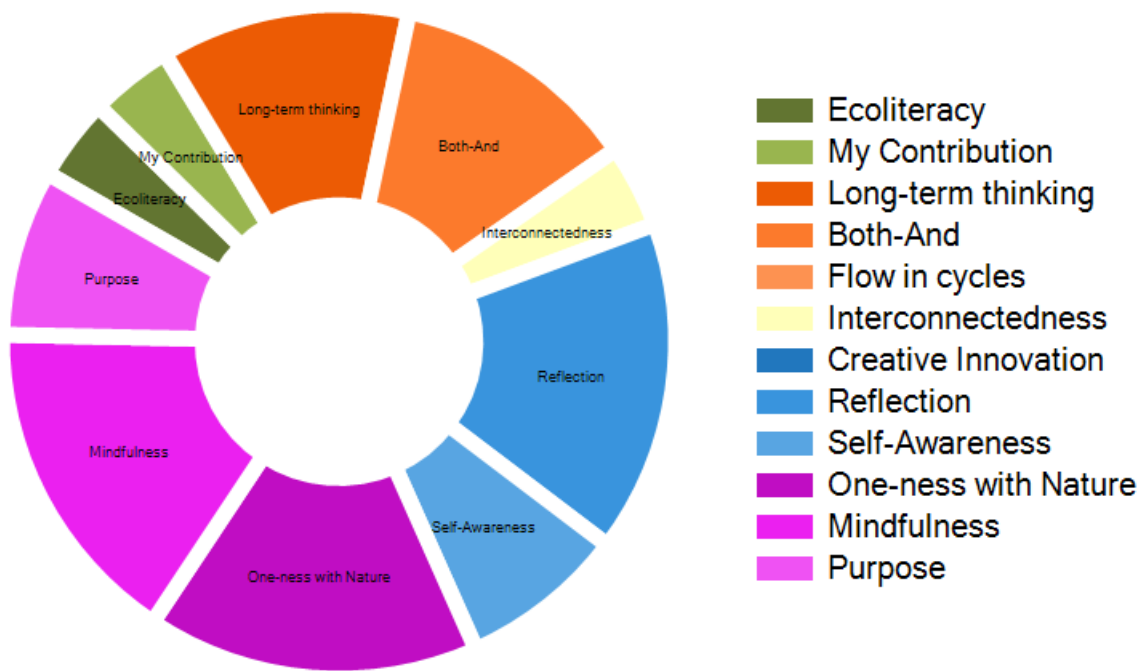 Long-term thinking
Both-And
My Contribution
Ecoliteracy
Interconnectedness
Purpose
Reflection
Mindfulness
Self-Awareness
One-ness with Nature
Ecoliteracy
My Contribution
Long-term thinking
Both-And
Flow in cycles
Interconnectedness
Creative Innovation
Reflection
Self-Awareness
One-ness with Nature
Mindfulness
Purpose